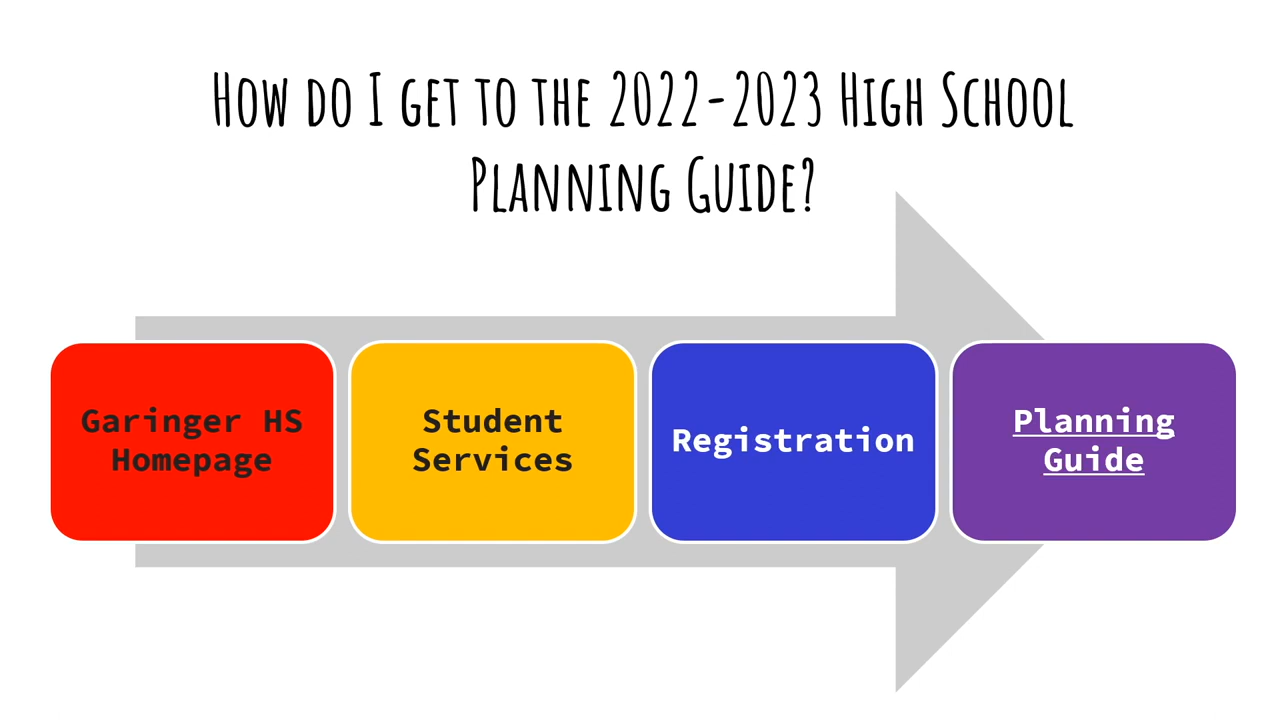 How do I get to the 2022-2023 High School
Planning Guide?
Garinger HS
Homepage
Student
Services
Registration
Planning
Guide